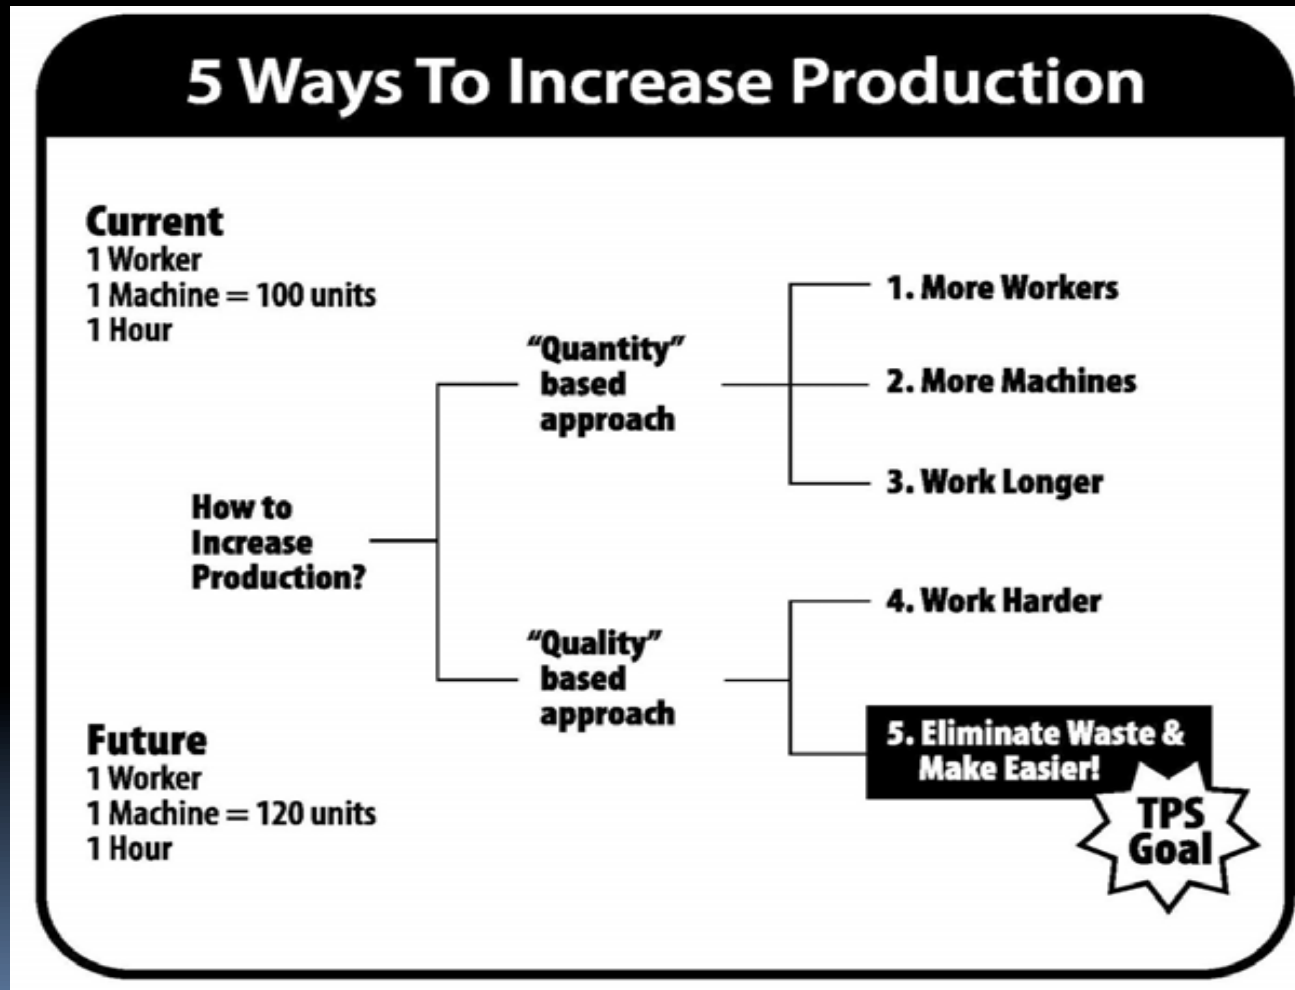 5 Ways To Increase Production
Current
1 Worker
1 Machine = 100 units
1 Hour
"Quantity"
based
approach
1. More Workers
2. More Machines
3. Work Longer
How to
Increase
Production?
"Quality"
based
approach
4. Work Harder
5. Eliminate Waste &
Make Easier!
TPS
Goal
Future
1 Worker
1 Machine = 120 units
1 Hour